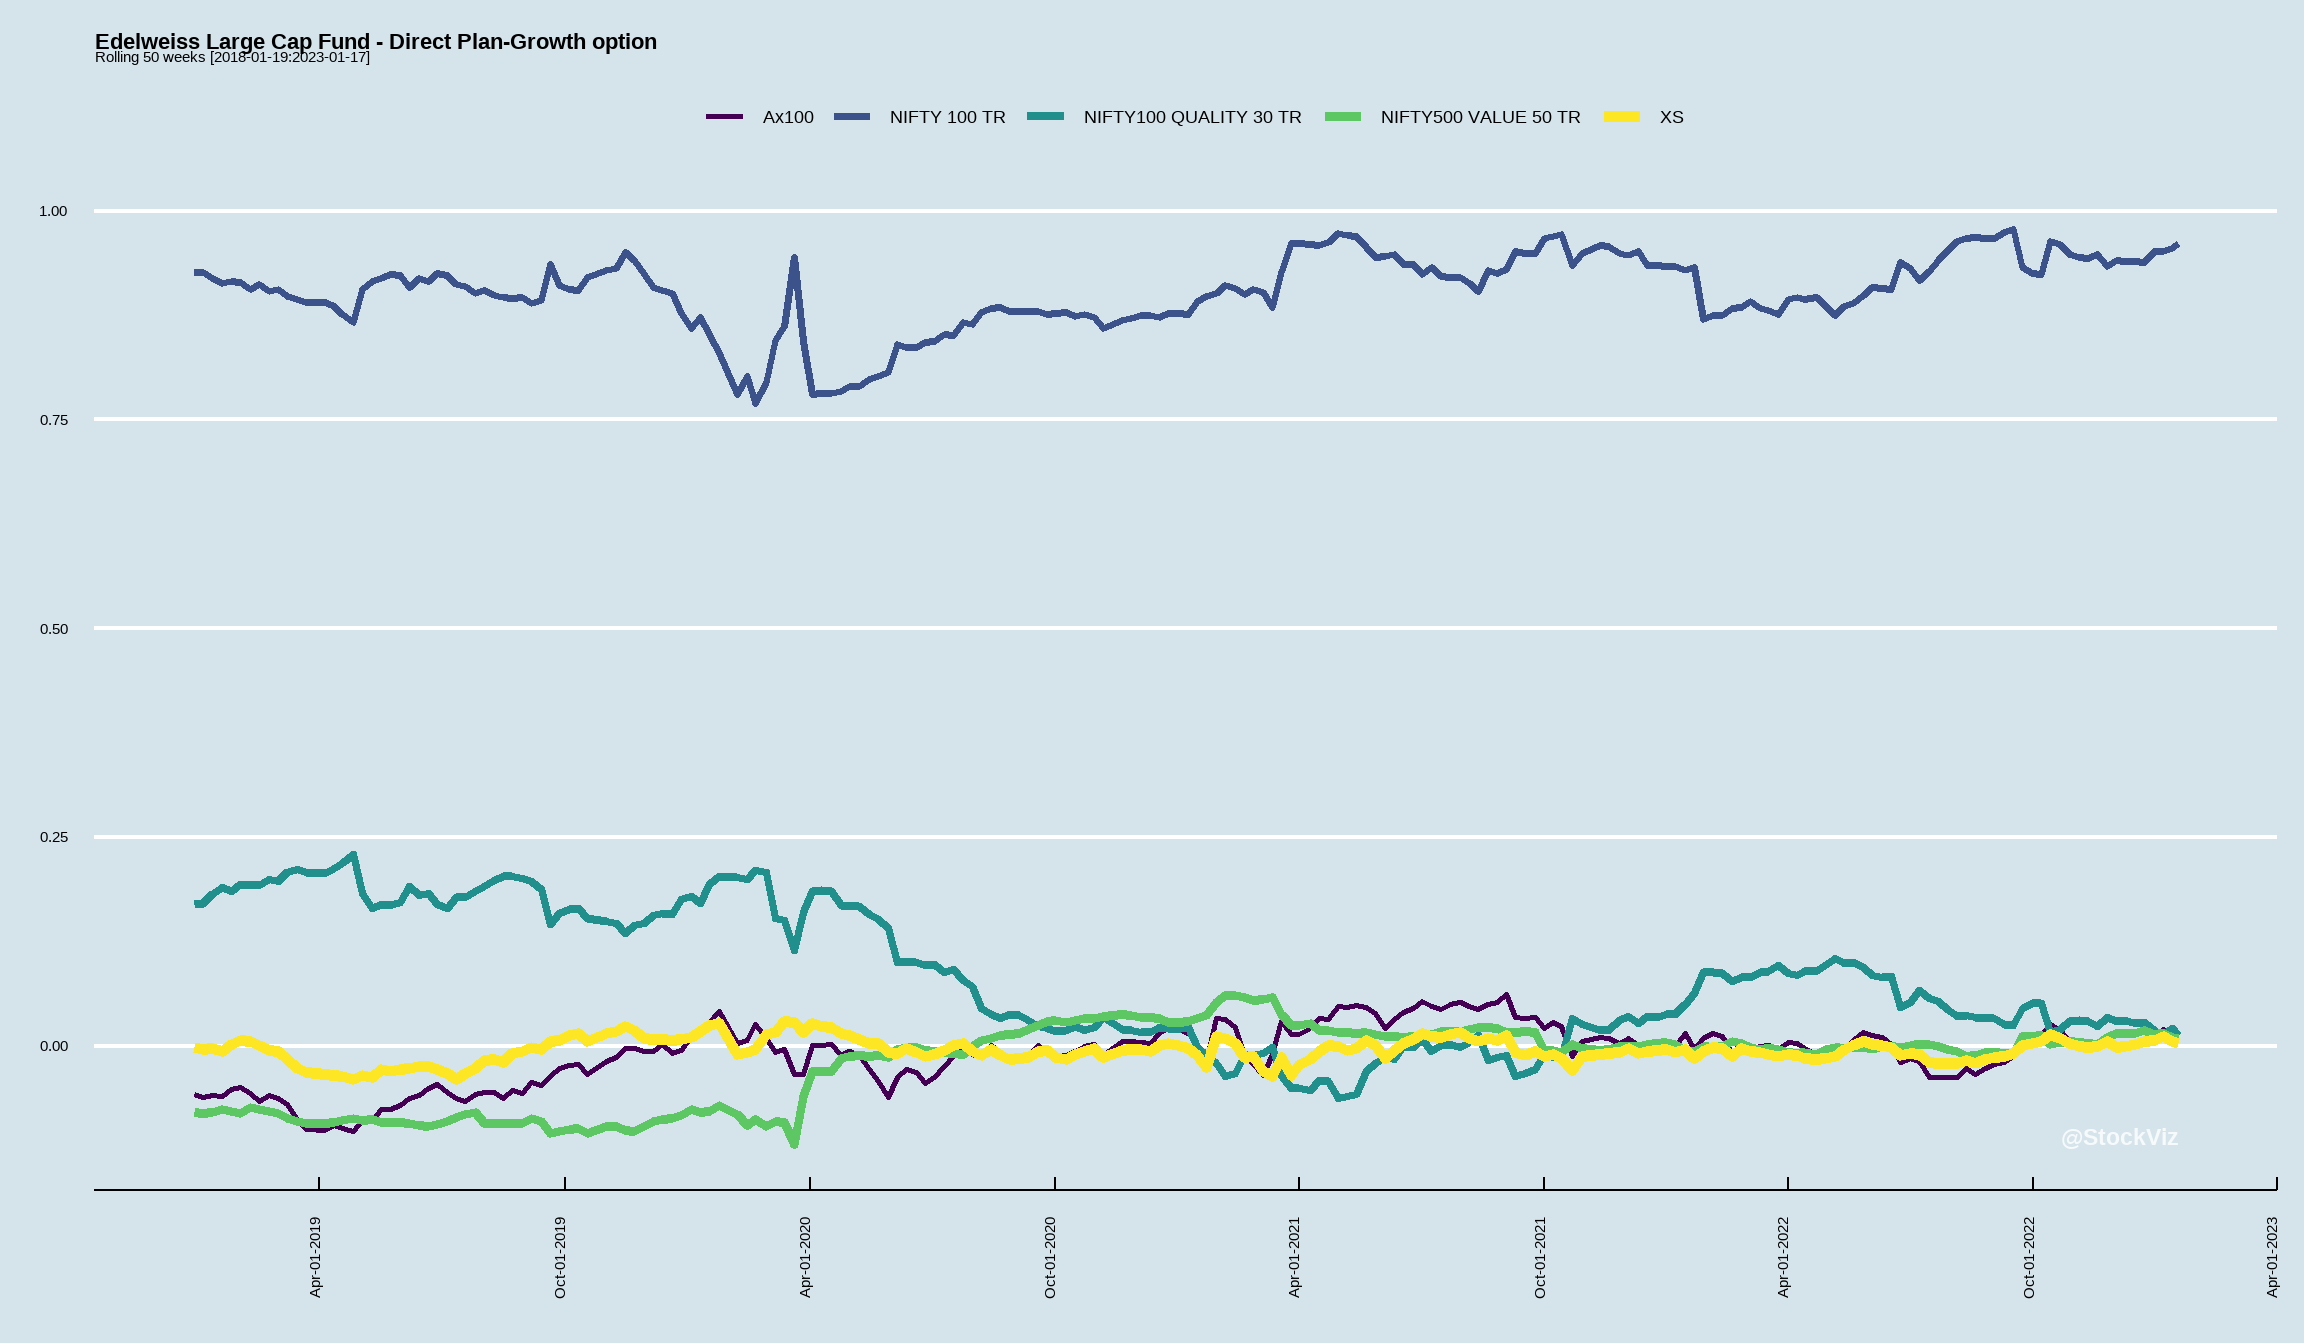 Edelweiss Large Cap Fund - Direct Plan-Growth option
Rolling 50 weeks [2018-01-19:2023-01-17]
Ax100 NIFTY 100 TR NIFTY100 QUALITY 30 TR NIFTY500 VALUE 50 TR XS
1.00
0.75
0.50
0.25
0.00
@StockViz
Apr-01-2019
Oct-01-2019
Apr-01-2020
Oct-01-2020
Apr-01-2021
Oct-01-2021
Apr-01-2022
Oct-01-2022
Apr-01-2023